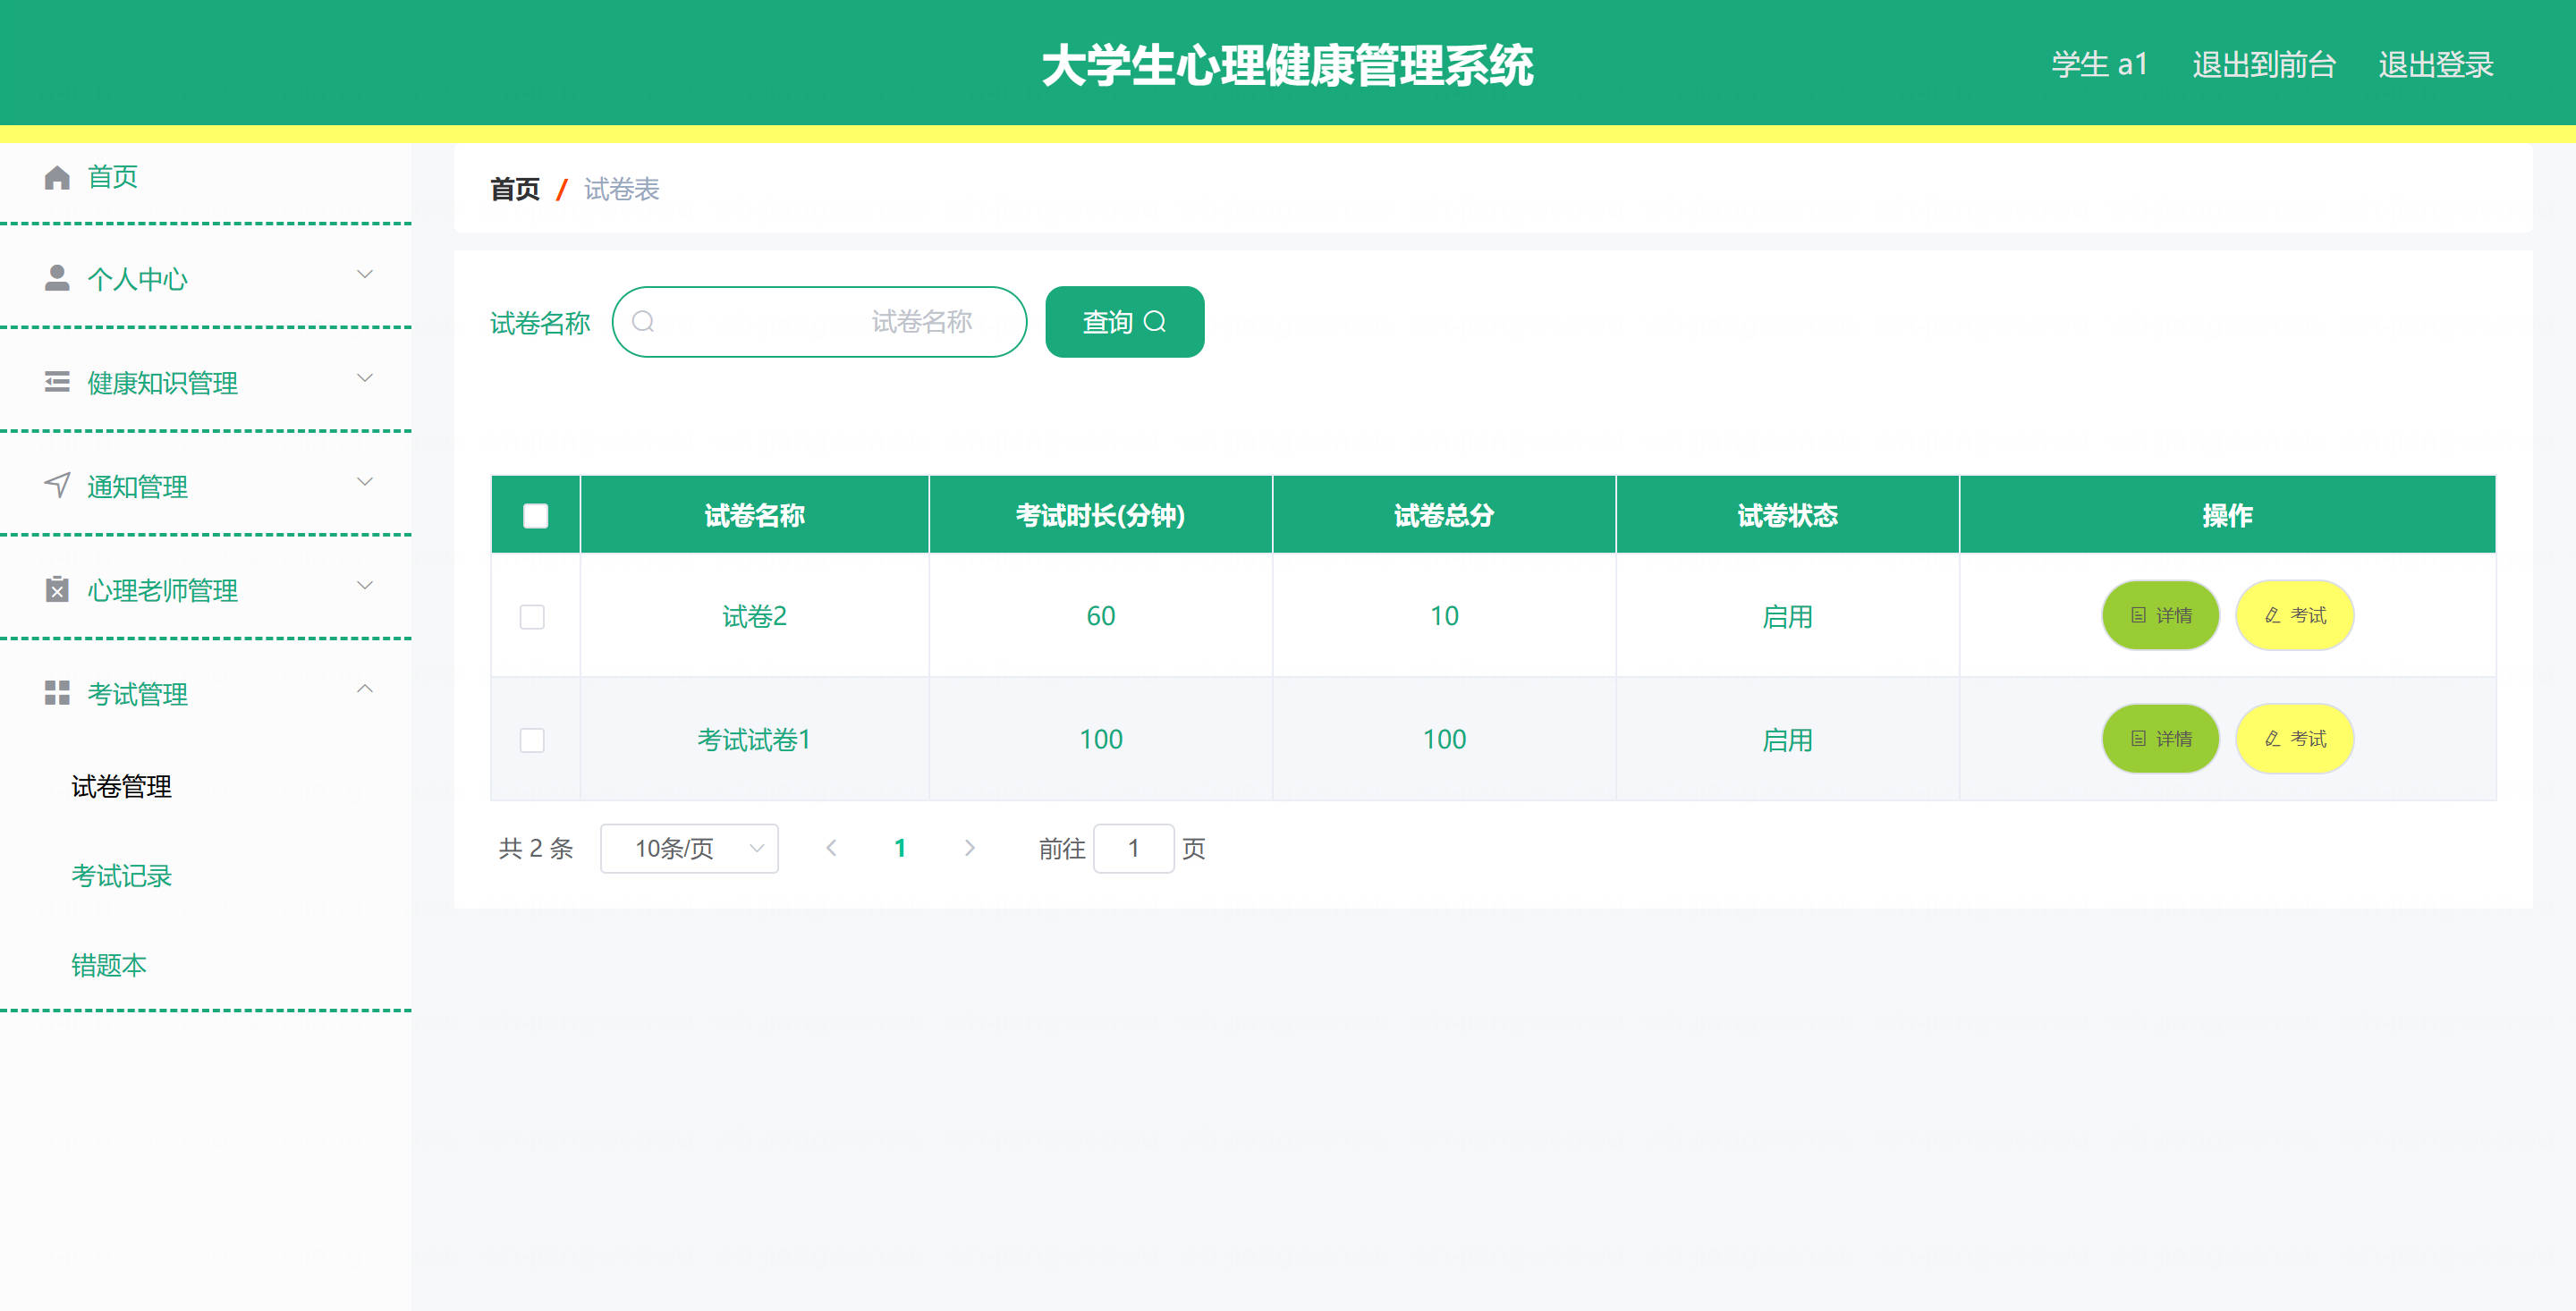 大学生心理健康管理系统
学生 a1 退出到前台 退出登录
首页
个人中心
健康知识管理
通知管理
心理老师管理
考试管理
试卷管理
考试记录
错题本
首页 / 试卷表
试卷名称 试卷名称 查询
试卷名称 考试时长(分钟) 试卷总分 试卷状态 操作
试卷2 60 10 启用 详情 考试
考试试卷1 100 100 启用 详情 考试
共 2 条 10条/页 1 前往 1 页